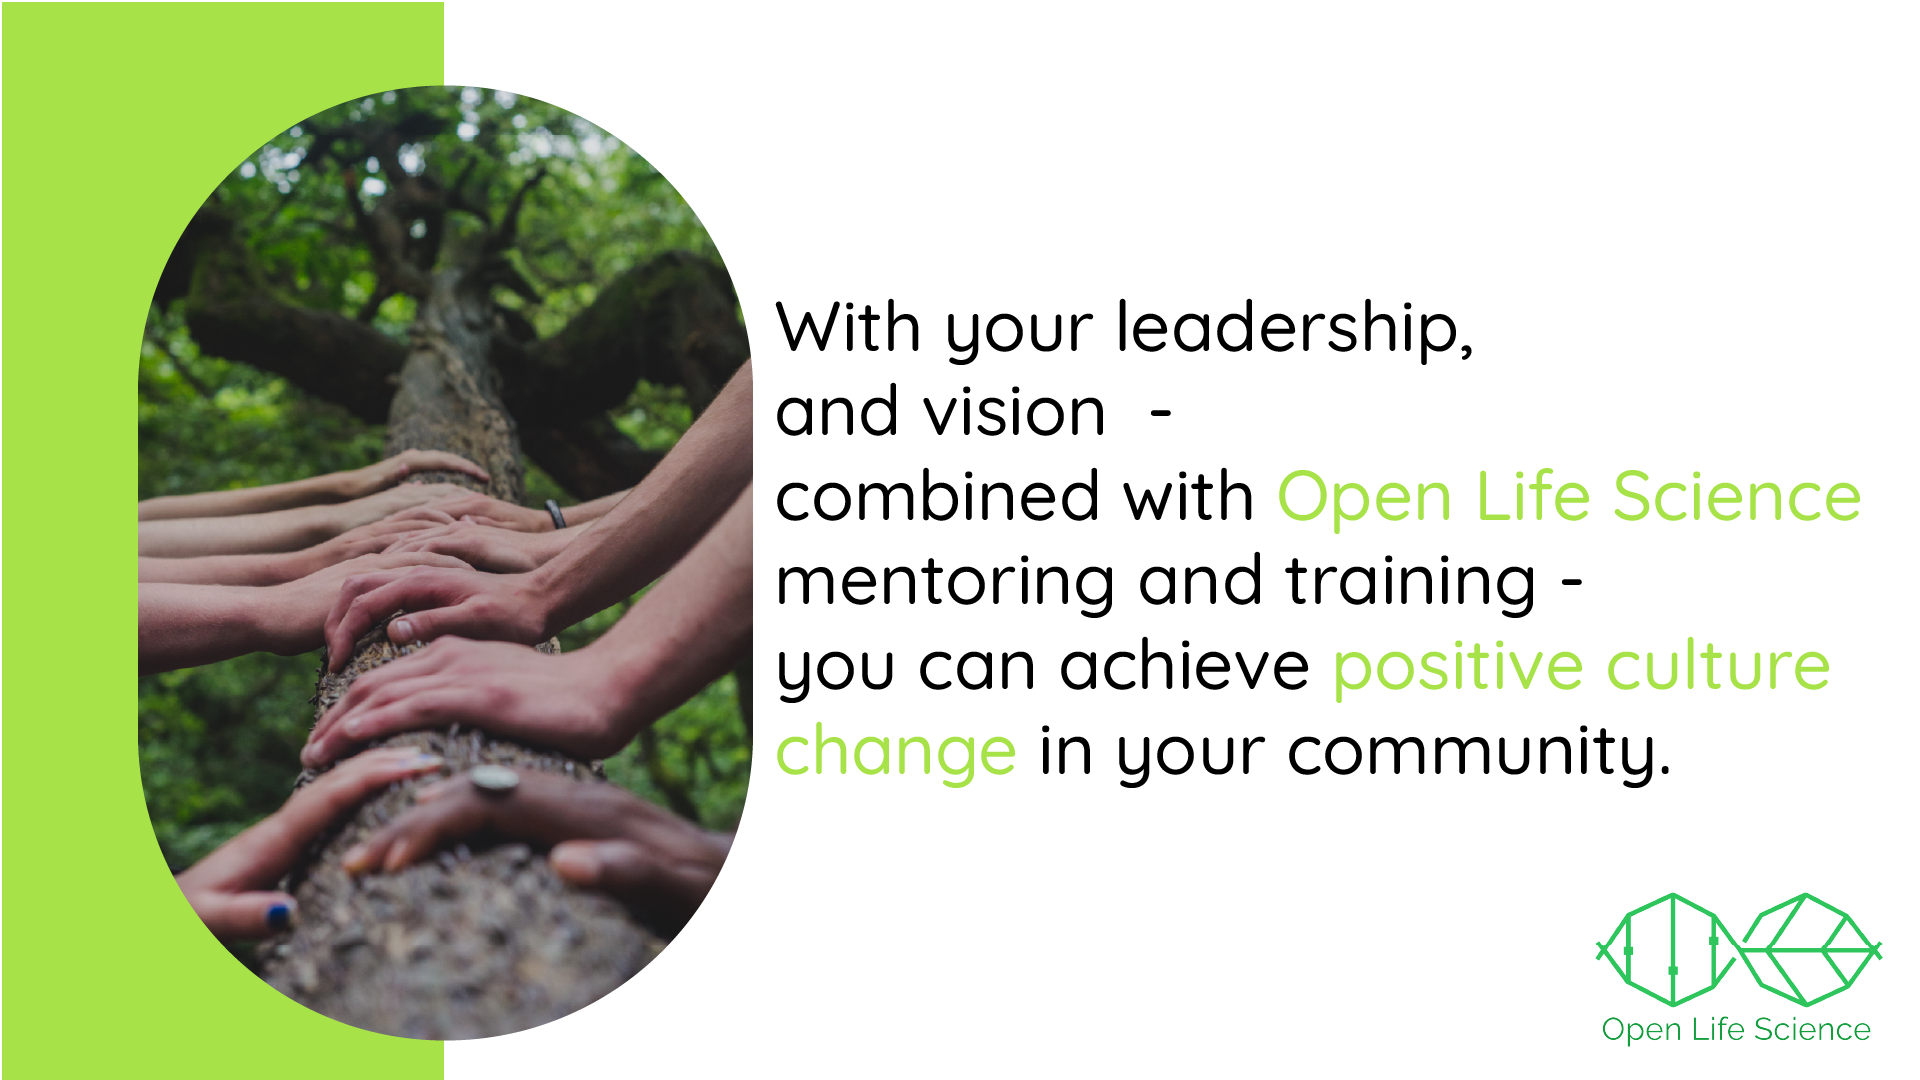 With your leadership,
and vision  -
combined with Open Life Science
mentoring and training -
you can achieve positive culture
change in your community.
Open Life Science